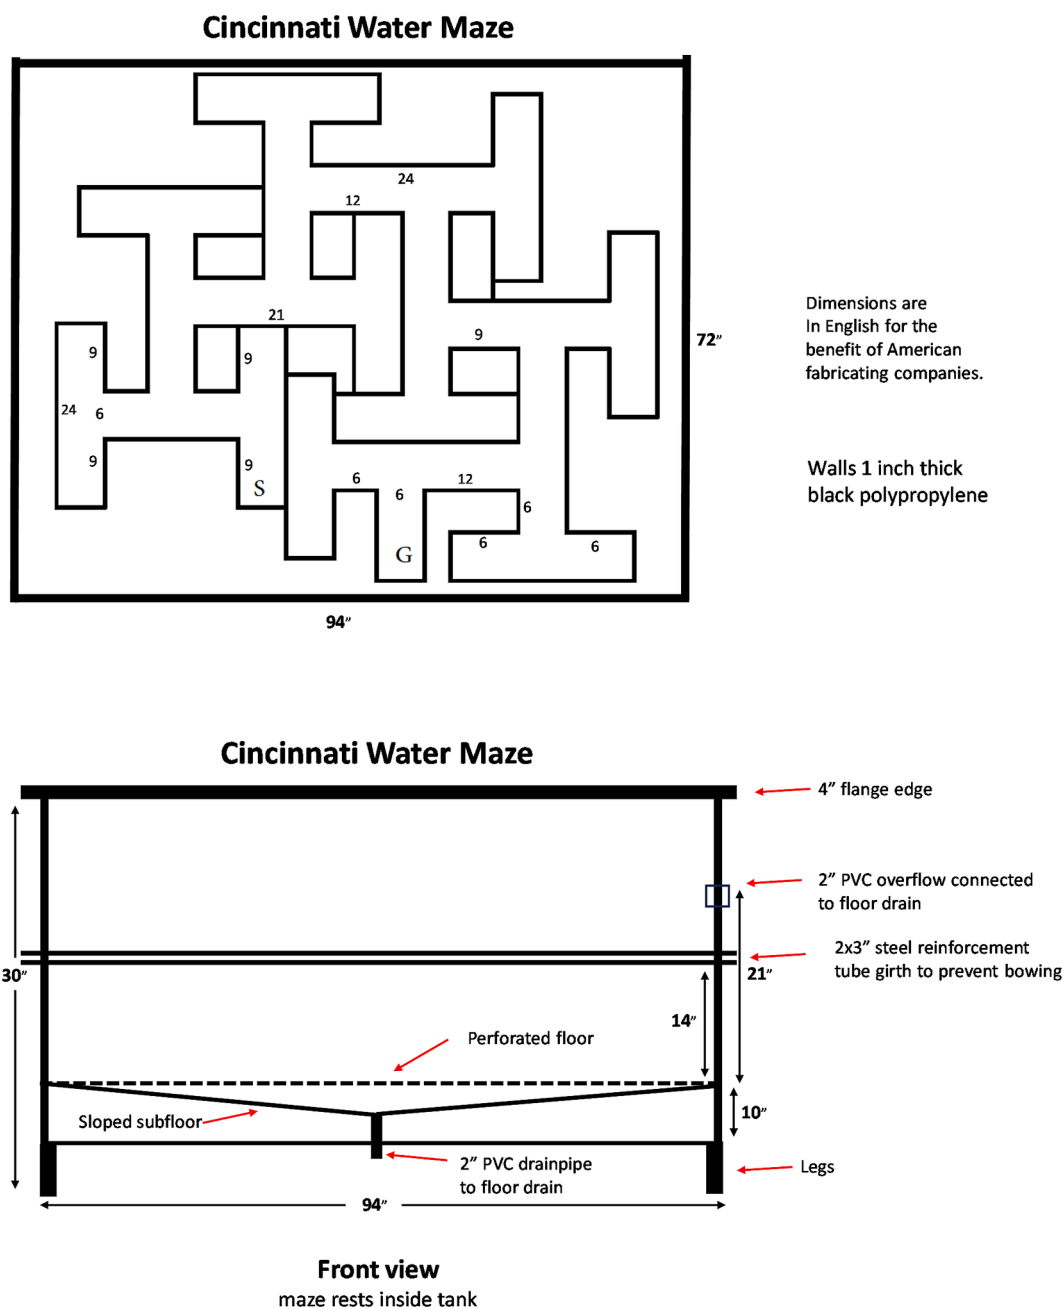 Cincinnati Water Maze
24
12
21
9
9
9
24
6
9
9
S
6
6
12
6
6
6
G
72”
94”
Dimensions are
In English for the
benefit of American
fabricating companies.
Walls 1 inch thick
black polypropylene
Cincinnati Water Maze
4” flange edge
2” PVC overflow connected
to floor drain
2x3” steel reinforcement
tube girth to prevent bowing
30”
21”
14”
Perforated floor
10”
Sloped subfloor
2” PVC drainpipe
to floor drain
Legs
94”
Front view
maze rests inside tank